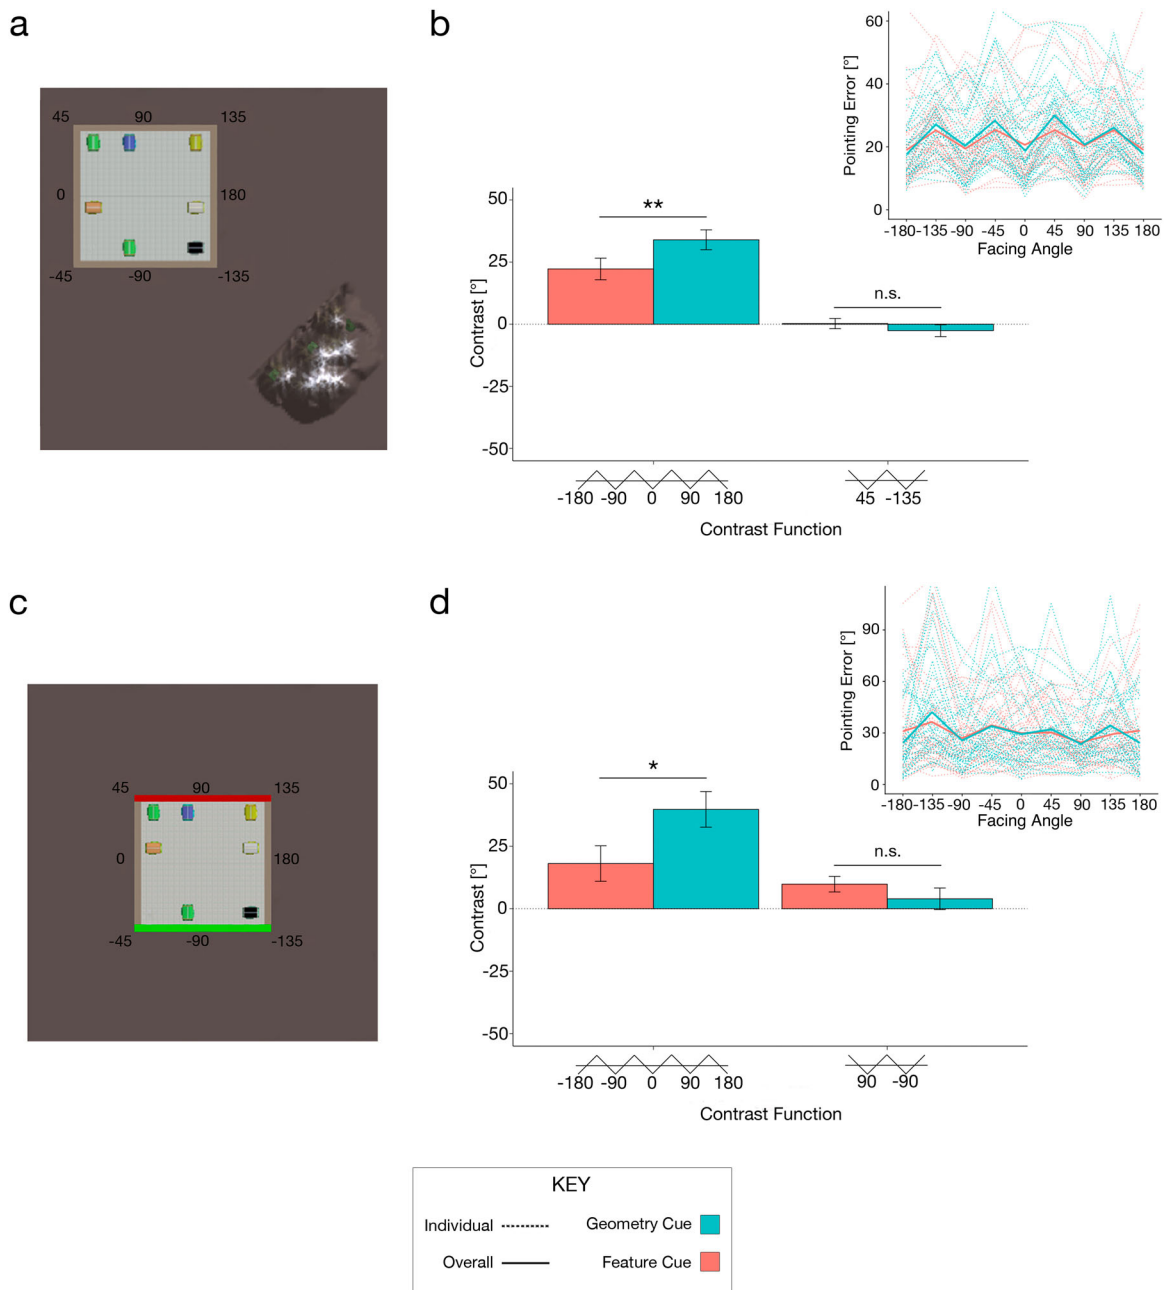 a
45 90 135
0 180
-45 -90 -135
b
50
25
0
-25
-50
Contrast [°]
**
n.s.
-180 -90 0 90 180
45 -135
Contrast Function
60
40
20
0
Pointing Error [°]
-180 -135 -90 -45 0 45 90 135 180
Facing Angle
c
45 90 135
0 180
-45 -90 -135
d
50
25
0
-25
-50
Contrast [°]
*
n.s.
-180 -90 0 90 180
90 -90
Contrast Function
90
60
30
0
Pointing Error [°]
-180 -135 -90 -45 0 45 90 135 180
Facing Angle
KEY
Individual Geometry Cue
Overall Feature Cue